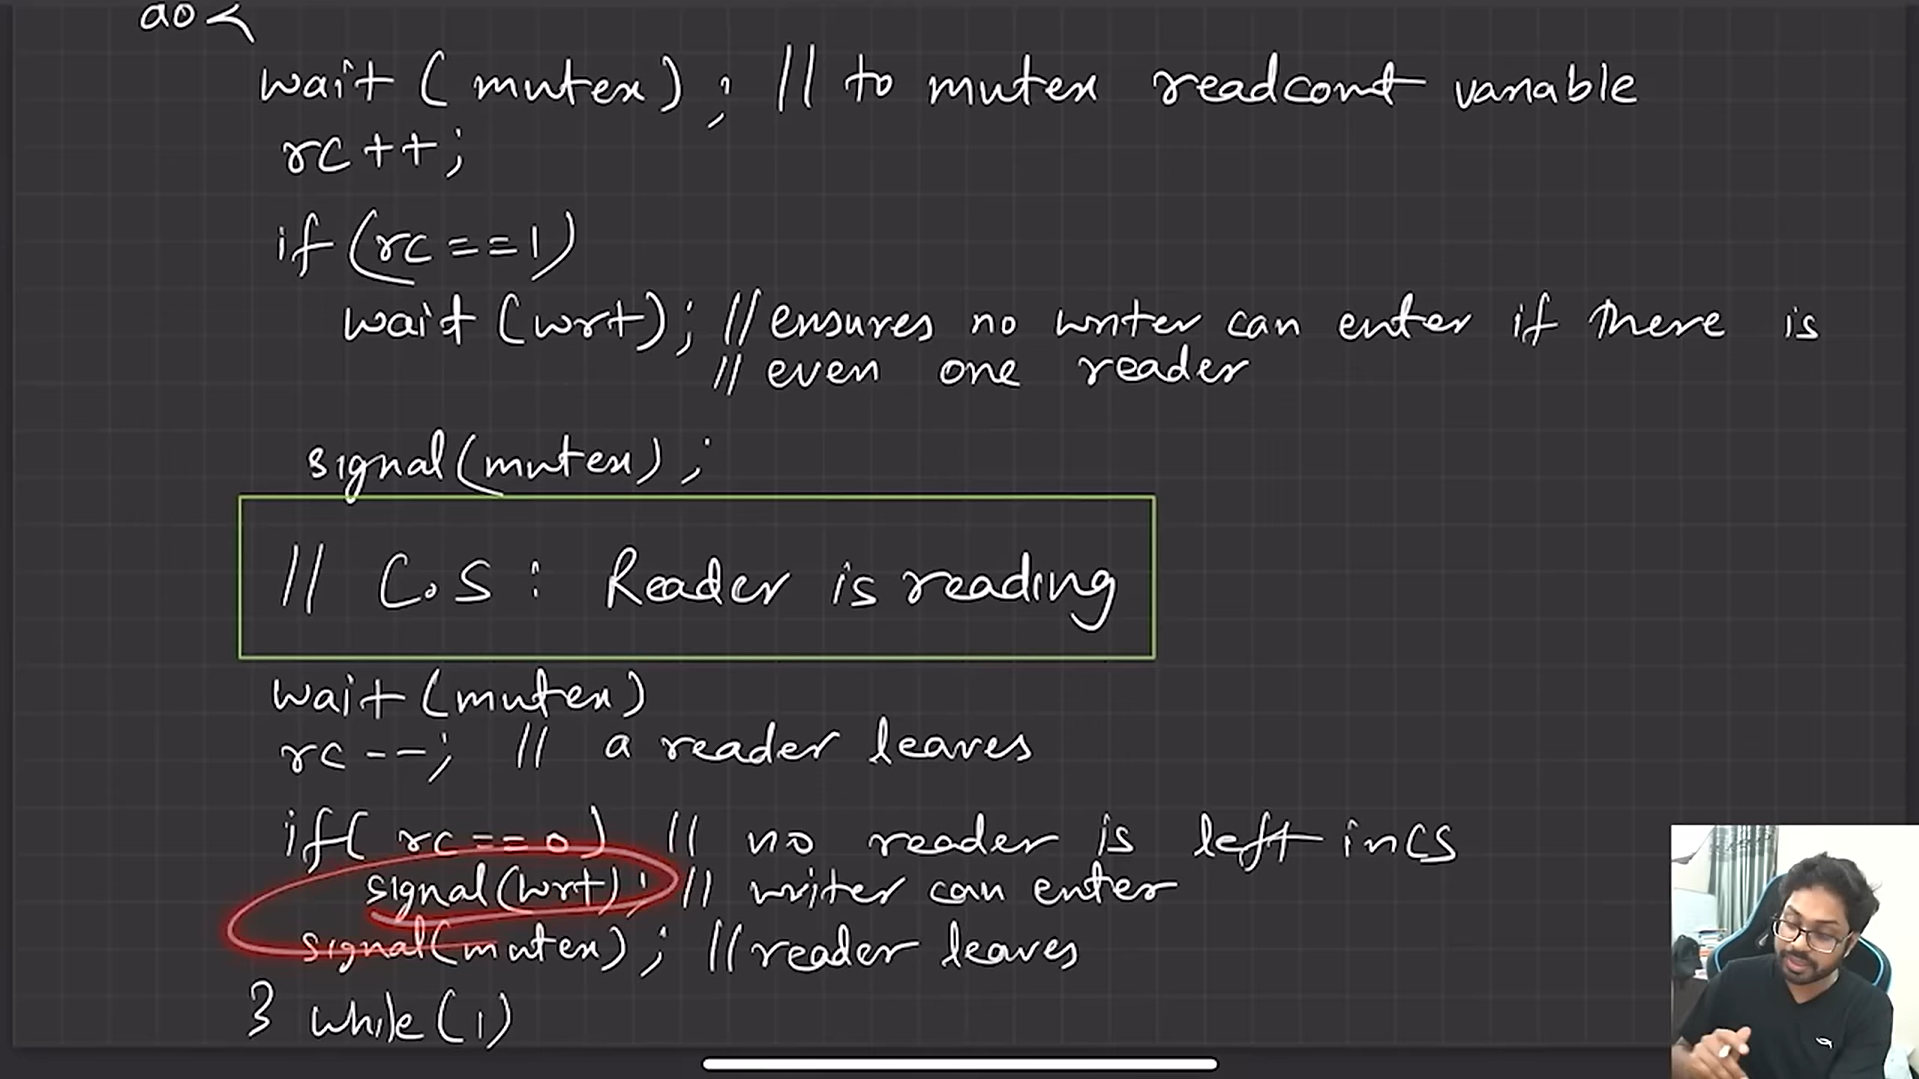 do {
wait (mutex) ; // to mutex readcount variable
rc ++ ;
if (rc == 1)
wait (wrt) ; // ensures no writer can enter if there is
// even one reader
signal (mutex) ;
// C.S : Reader is reading
wait (mutex)
rc -- ; // a reader leaves
if ( rc == 0 ) // no reader is left in CS
signal (wrt) ; // writer can enter
signal (mutex) ; // reader leaves
} while (1)